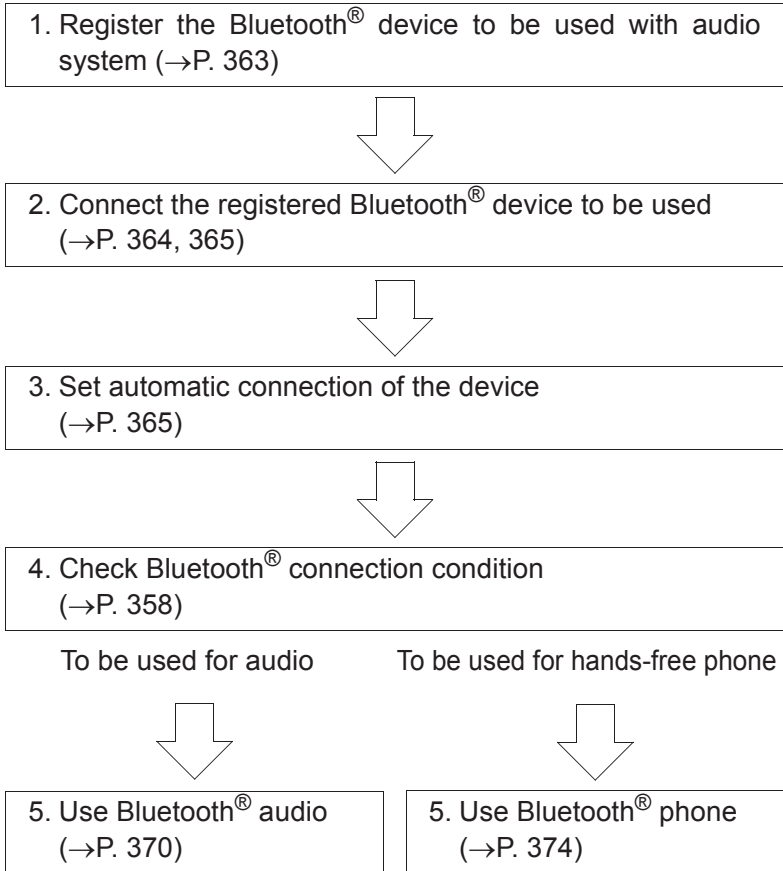 1. Register the Bluetooth® device to be used with audio
system (→P. 363)
2. Connect the registered Bluetooth® device to be used
(→P. 364, 365)
3. Set automatic connection of the device
(→P. 365)
4. Check Bluetooth® connection condition
(→P. 358)
To be used for audio
To be used for hands-free phone
5. Use Bluetooth® audio
(→P. 370)
5. Use Bluetooth® phone
(→P. 374)